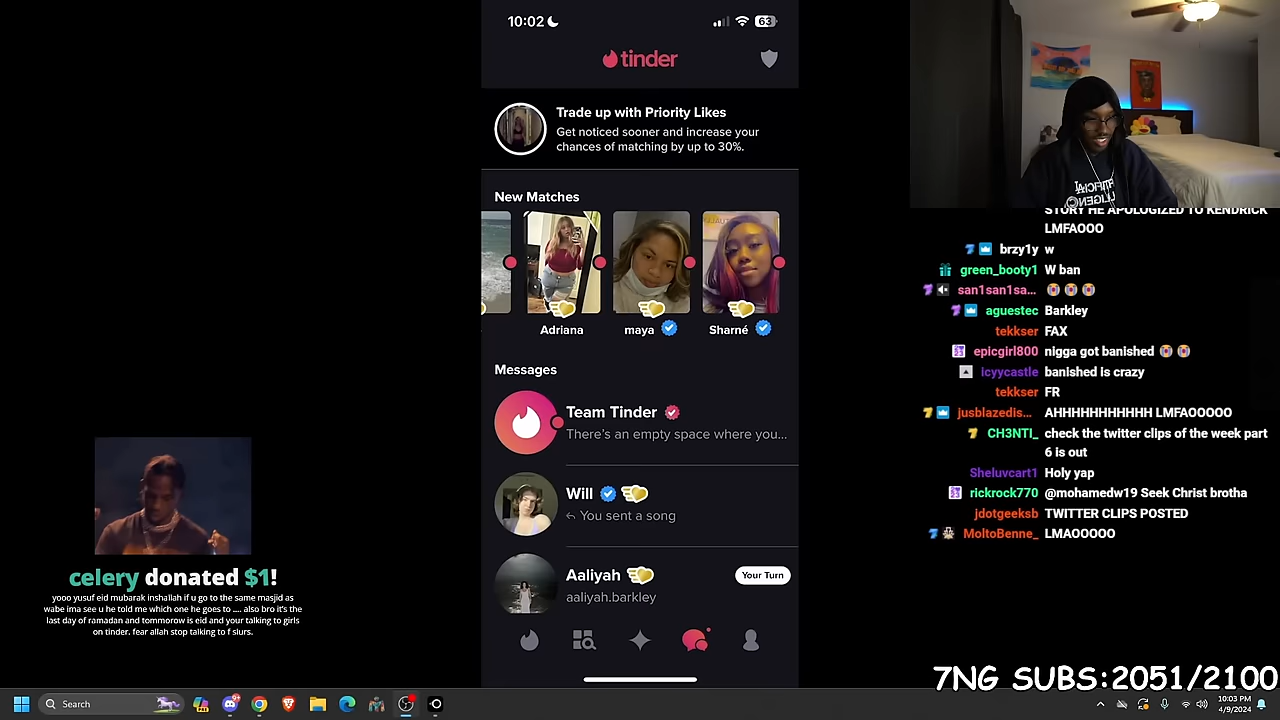 10:02
63
tinder
Trade up with Priority Likes
Get noticed sooner and increase your
chances of matching by up to 30%.
New Matches
Adriana
maya
Sharné
Messages
Team Tinder
There's an empty space where you...
Will
You sent a song
Aaliyah
Your Turn
aaliyah.barkley
celery donated $1!
yooo yusuf eid mubarak inshallah if u go to the same masjid as
wabe ima see u he told me which one he goes to .... also bro it's the
last day of ramadan and tommorow is eid and your talking to girls
on tinder. fear allah stop talking to f slurs.
STORY HE APOLOGIZED TO KENDRICK
LMFAOOO
brzy1y w
green_booty1 W ban
san1san1sa...
aguestec Barkley
tekkser FAX
epicgirl800 nigga got banished
icyycastle banished is crazy
tekkser FR
jusblazedis... AHHHHHHHHHHH LMFAOOOOO
CH3NTI_ check the twitter clips of the week part
6 is out
Sheluvcart1 Holy yap
rickrock770 @mohamedw19 Seek Christ brotha
jdotgeeksb TWITTER CLIPS POSTED
MoltoBenne_ LMAOOOOO
7NG SUBS:2051/2100
Search
10:03 PM
4/9/2024